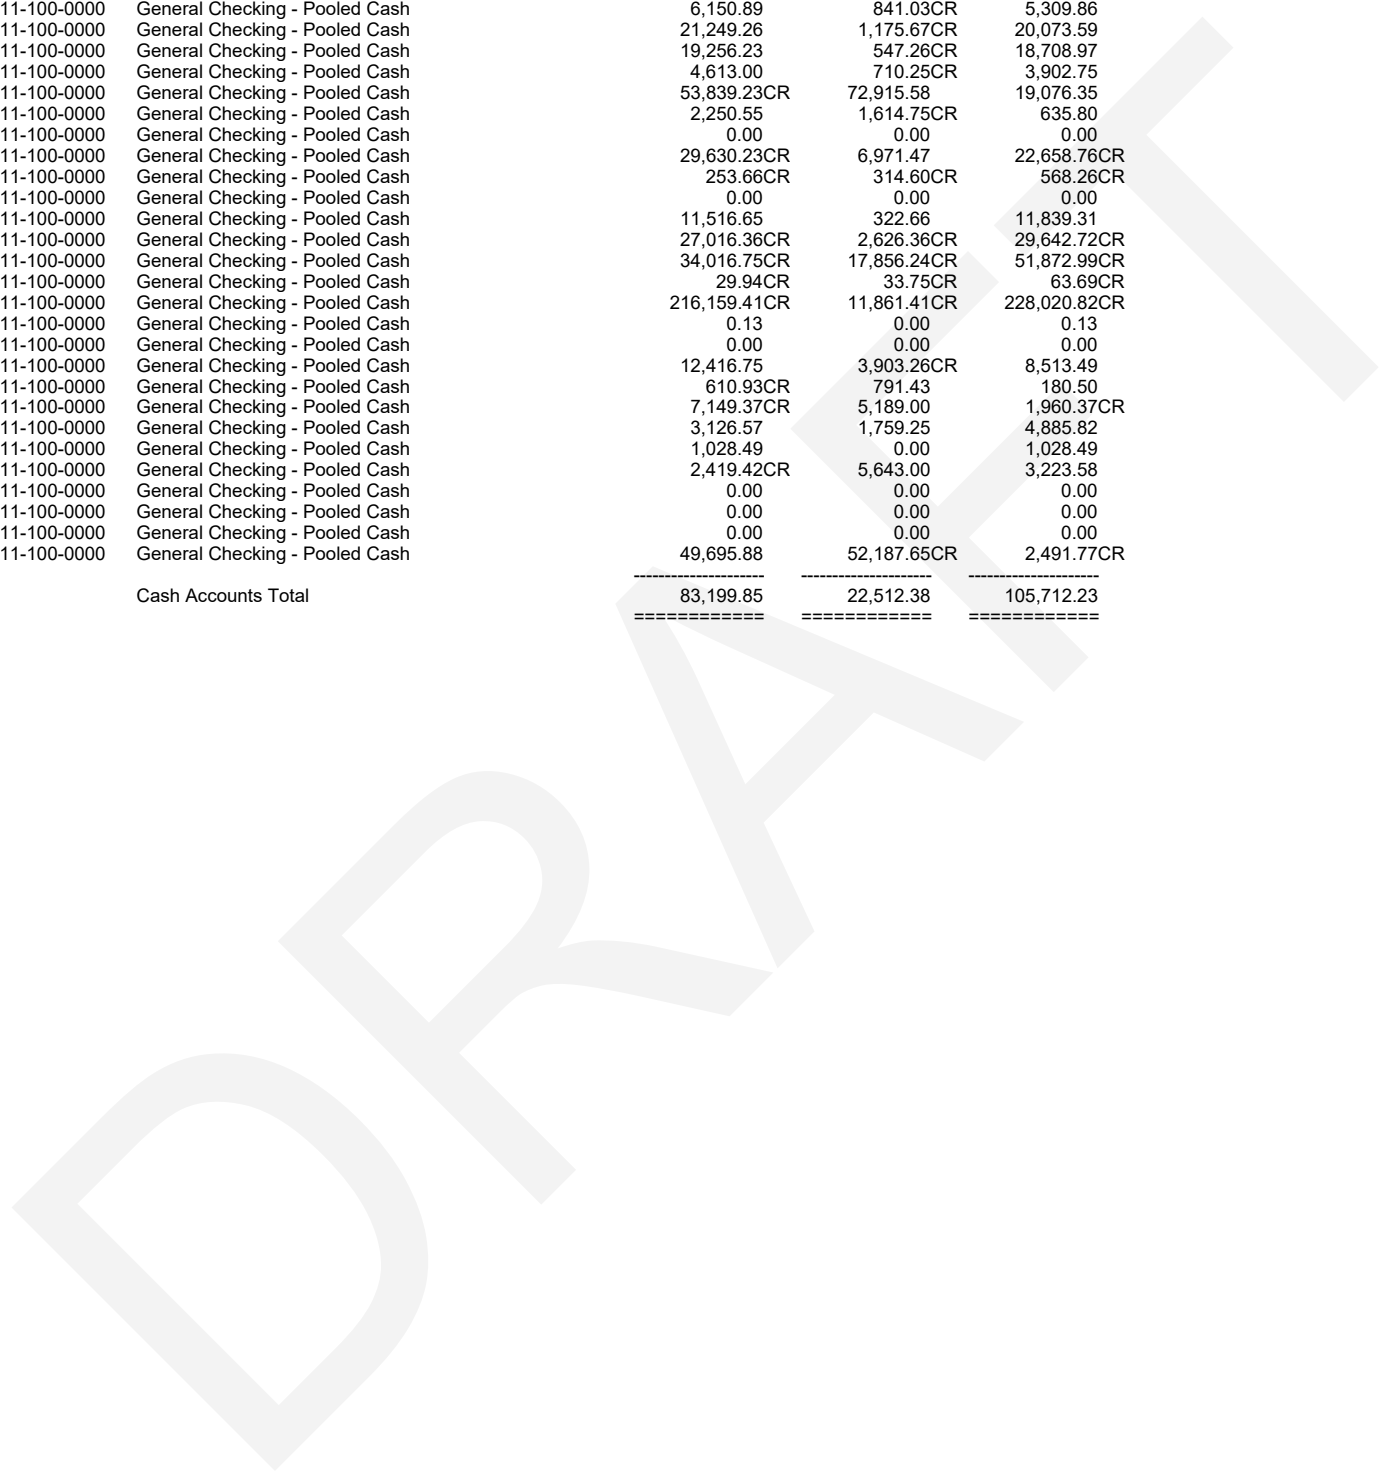 11-100-0000 General Checking - Pooled Cash 6,150.89 841.03CR 5,309.86
11-100-0000 General Checking - Pooled Cash 21,249.26 1,175.67CR 20,073.59
11-100-0000 General Checking - Pooled Cash 19,256.23 547.26CR 18,708.97
11-100-0000 General Checking - Pooled Cash 4,613.00 710.25CR 3,902.75
11-100-0000 General Checking - Pooled Cash 53,839.23CR 72,915.58 19,076.35
11-100-0000 General Checking - Pooled Cash 2,250.55 1,614.75CR 635.80
11-100-0000 General Checking - Pooled Cash 0.00 0.00 0.00
11-100-0000 General Checking - Pooled Cash 29,630.23CR 6,971.47 22,658.76CR
11-100-0000 General Checking - Pooled Cash 253.66CR 314.60CR 568.26CR
11-100-0000 General Checking - Pooled Cash 0.00 0.00 0.00
11-100-0000 General Checking - Pooled Cash 11,516.65 322.66 11,839.31
11-100-0000 General Checking - Pooled Cash 27,016.36CR 2,626.36CR 29,642.72CR
11-100-0000 General Checking - Pooled Cash 34,016.75CR 17,856.24CR 51,872.99CR
11-100-0000 General Checking - Pooled Cash 29.94CR 33.75CR 63.69CR
11-100-0000 General Checking - Pooled Cash 216,159.41CR 11,861.41CR 228,020.82CR
11-100-0000 General Checking - Pooled Cash 0.13 0.00 0.13
11-100-0000 General Checking - Pooled Cash 0.00 0.00 0.00
11-100-0000 General Checking - Pooled Cash 12,416.75 3,903.26CR 8,513.49
11-100-0000 General Checking - Pooled Cash 610.93CR 791.43 180.50
11-100-0000 General Checking - Pooled Cash 7,149.37CR 5,189.00 1,960.37CR
11-100-0000 General Checking - Pooled Cash 3,126.57 1,759.25 4,885.82
11-100-0000 General Checking - Pooled Cash 1,028.49 0.00 1,028.49
11-100-0000 General Checking - Pooled Cash 2,419.42CR 5,643.00 3,223.58
11-100-0000 General Checking - Pooled Cash 0.00 0.00 0.00
11-100-0000 General Checking - Pooled Cash 0.00 0.00 0.00
11-100-0000 General Checking - Pooled Cash 0.00 0.00 0.00
11-100-0000 General Checking - Pooled Cash 49,695.88 52,187.65CR 2,491.77CR
--------------------- --------------------- ---------------------
Cash Accounts Total 83,199.85 22,512.38 105,712.23
============ ============ ============
DRAFT